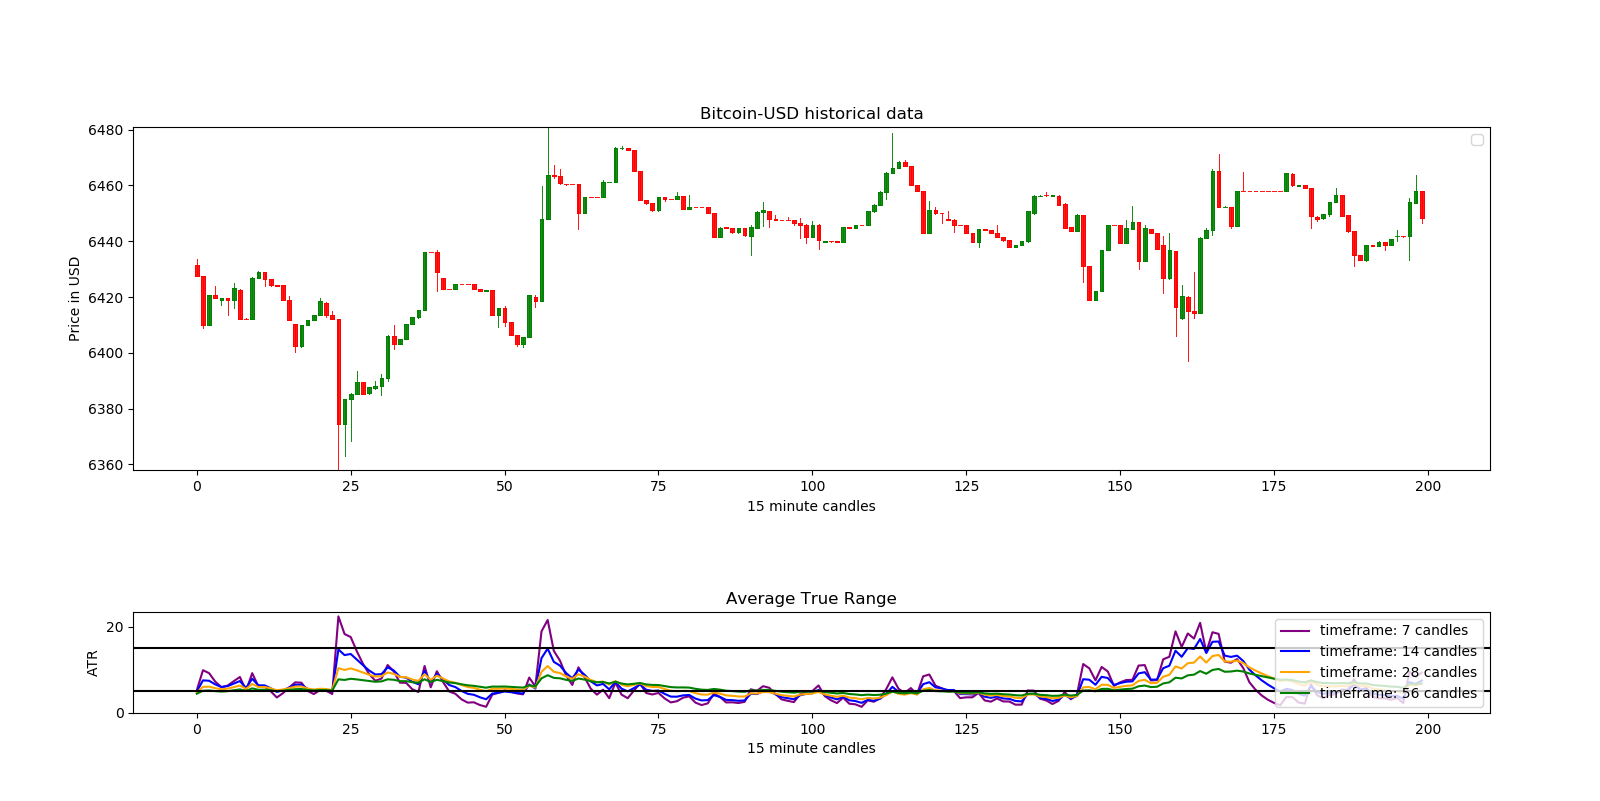 Bitcoin-USD historical data
6480
6460
6440
6420
6400
6380
6360
Price in USD
0 25 50 75 100 125 150 175 200
15 minute candles
Average True Range
20
0
ATR
timeframe: 7 candles
timeframe: 14 candles
timeframe: 28 candles
timeframe: 56 candles
0 25 50 75 100 125 150 175 200
15 minute candles